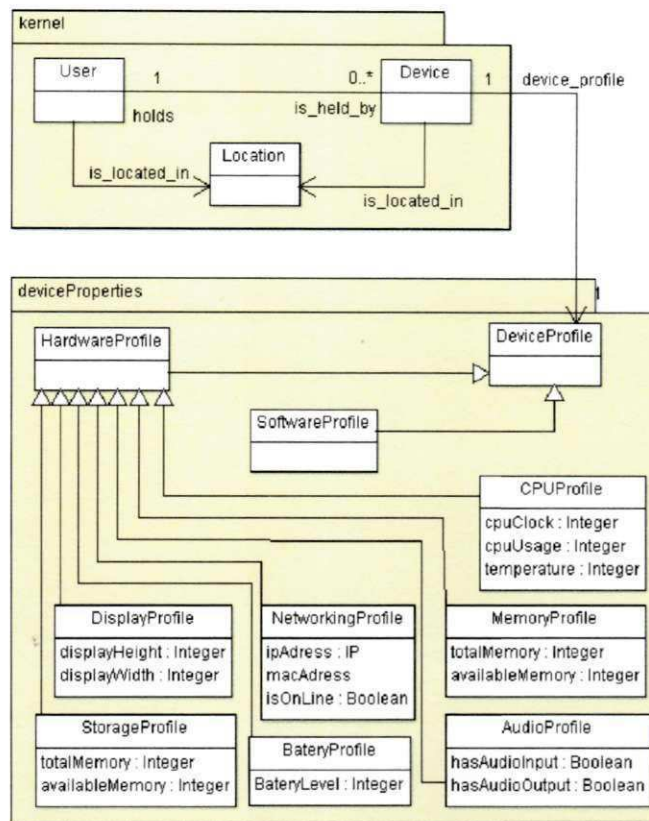 kernel
User
1
0..*
Device
1
device_profile
holds
is_held_by
Location
is_located_in
is_located_in
deviceProperties
1
HardwareProfile
DeviceProfile
SoftwareProfile
CPUProfile
cpuClock : Integer
cpuUsage : Integer
temperature : Integer
DisplayProfile
displayHeight : Integer
displayWidth : Integer
NetworkingProfile
ipAdress : IP
macAdress
isOnLine : Boolean
MemoryProfile
totalMemory : Integer
availableMemory : Integer
StorageProfile
totalMemory : Integer
availableMemory : Integer
BateryProfile
BateryLevel : Integer
AudioProfile
hasAudioInput : Boolean
hasAudioOutput : Boolean